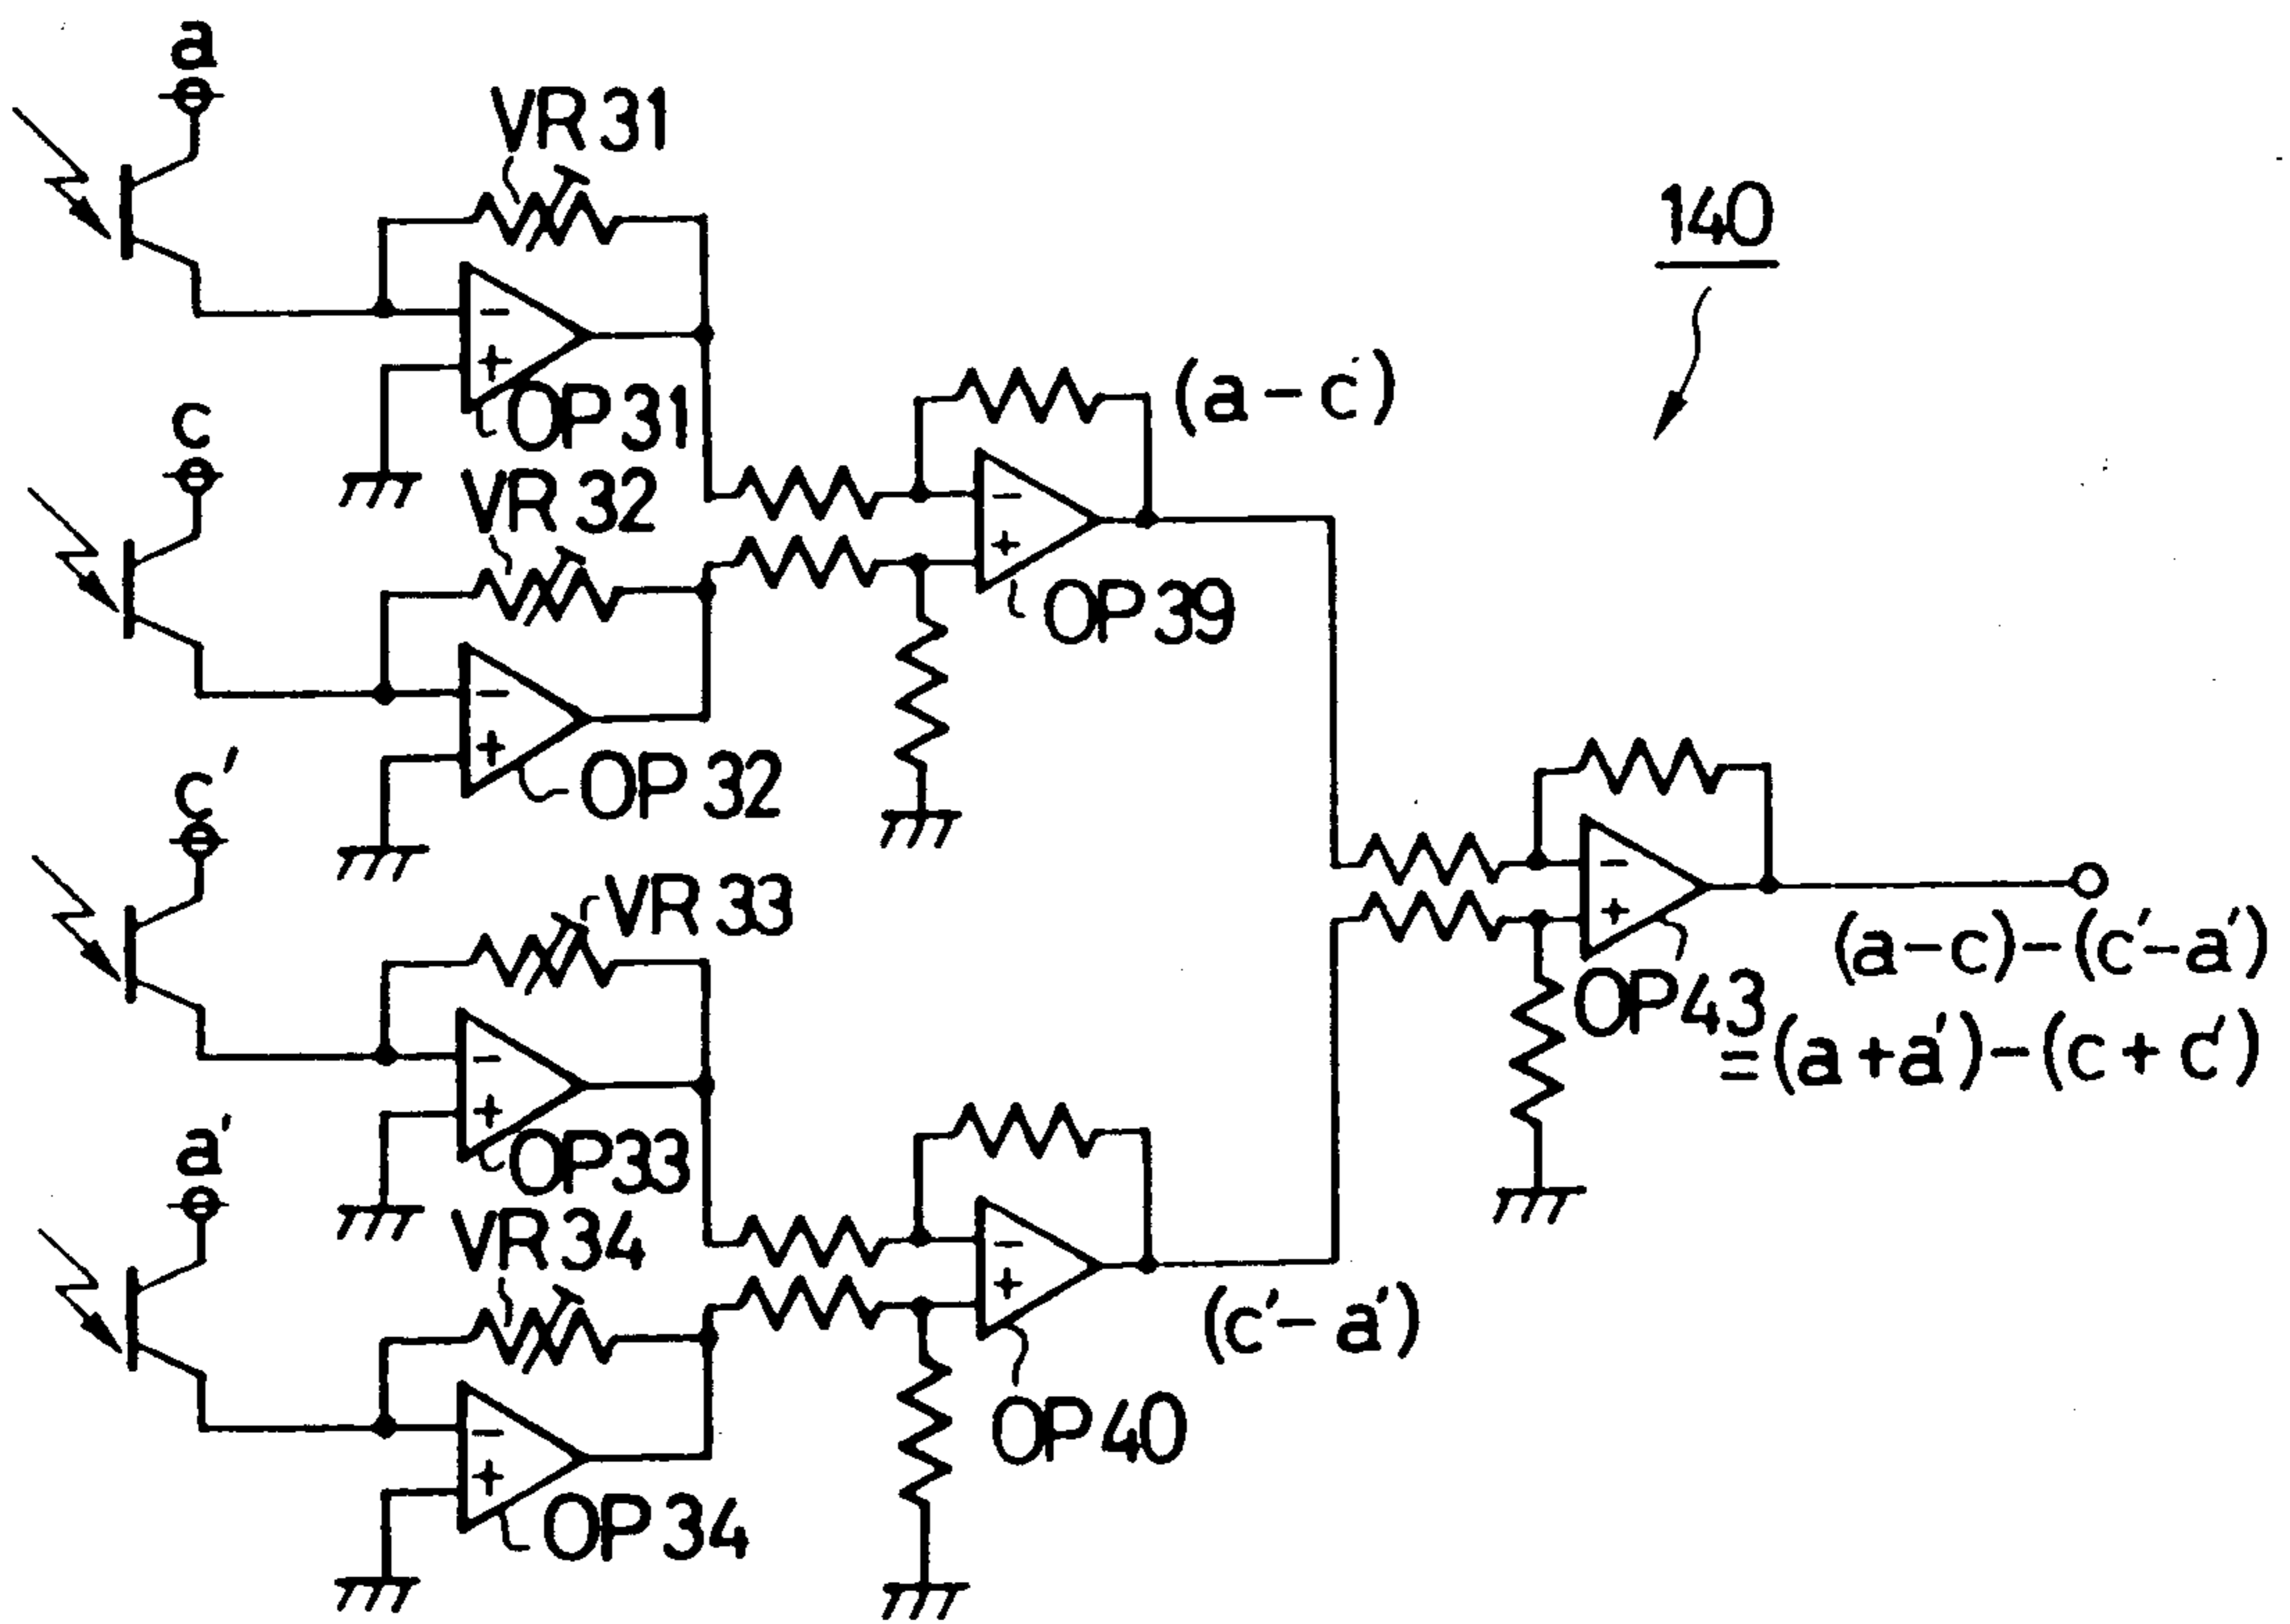 a
VR31
140
-
+
OP31
(a-c)
c
VR32
-
+
OP39
-
+
OP32
c'
VR33
-
+
OP43
(a-c)-(c'-a')
=(a+a')-(c+c')
-
+
OP33
a'
VR34
-
+
OP40
(c'-a')
-
+
OP34